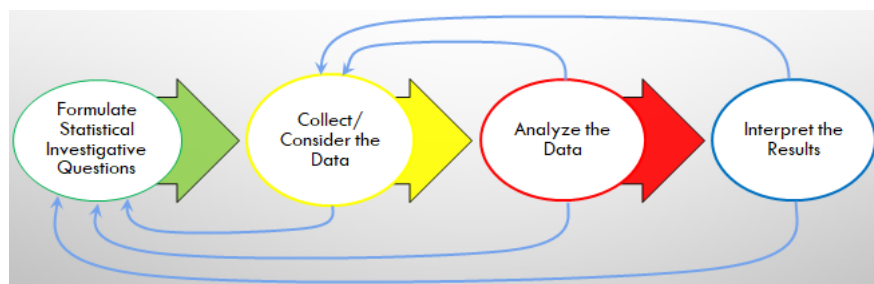 Formulate
Statistical
Investigative
Questions
Collect/
Consider the
Data
Analyze the
Data
Interpret the
Results